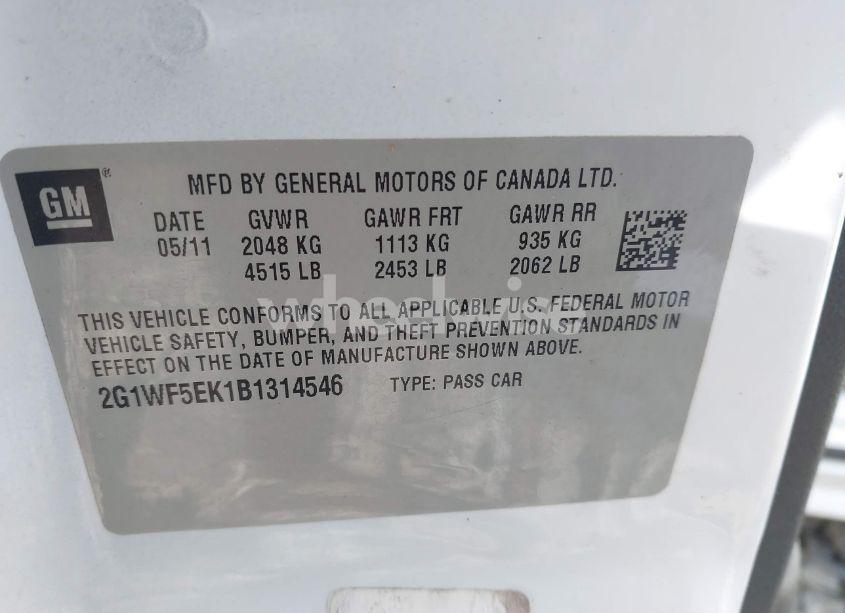 GM®
MFD BY GENERAL MOTORS OF CANADA LTD.
DATE GVWR GAWR FRT GAWR RR
05/11 2048 KG 1113 KG 935 KG
4515 LB 2453 LB 2062 LB
THIS VEHICLE CONFORMS TO ALL APPLICABLE U.S. FEDERAL MOTOR
VEHICLE SAFETY, BUMPER, AND THEFT PREVENTION STANDARDS IN
EFFECT ON THE DATE OF MANUFACTURE SHOWN ABOVE.
2G1WF5EK1B1314546 TYPE: PASS CAR